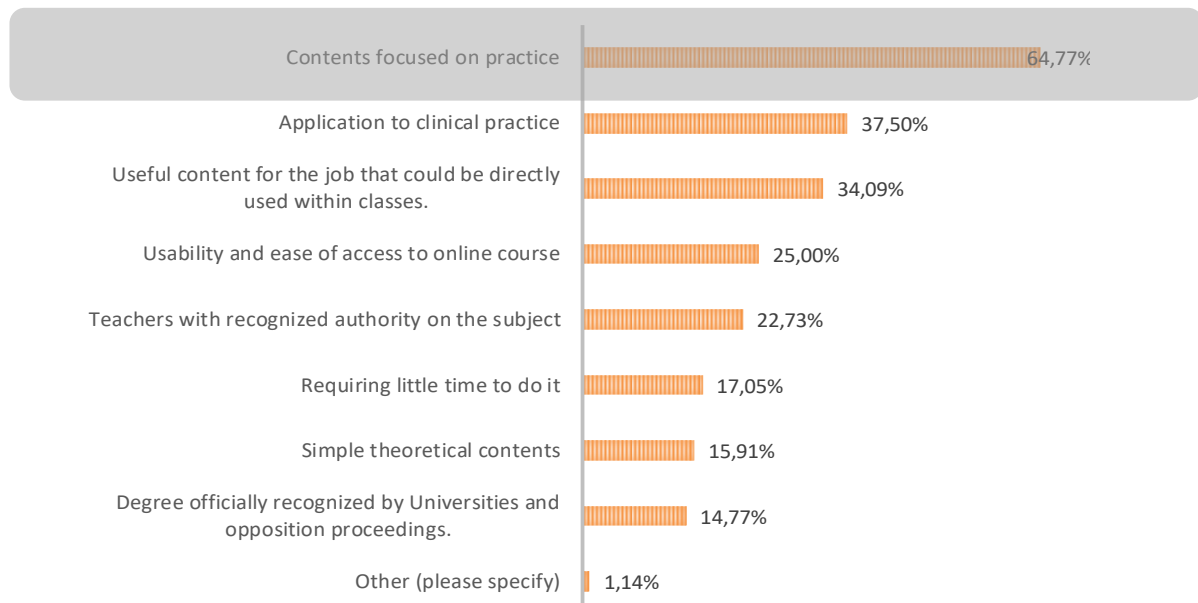 Contents focused on practice 64,77%
Application to clinical practice 37,50%
Useful content for the job that could be directly
used within classes. 34,09%
Usability and ease of access to online course 25,00%
Teachers with recognized authority on the subject 22,73%
Requiring little time to do it 17,05%
Simple theoretical contents 15,91%
Degree officially recognized by Universities and
opposition proceedings. 14,77%
Other (please specify) 1,14%